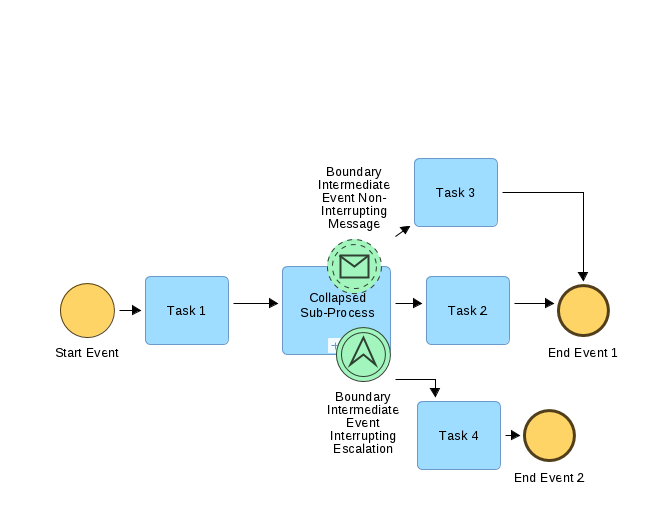 Boundary
Intermediate
Event Non-
Interrupting
Message
Task 3
Task 1
Collapsed
Sub-Process
Task 2
Start Event
End Event 1
Boundary
Intermediate
Event
Interrupting
Escalation
Task 4
End Event 2